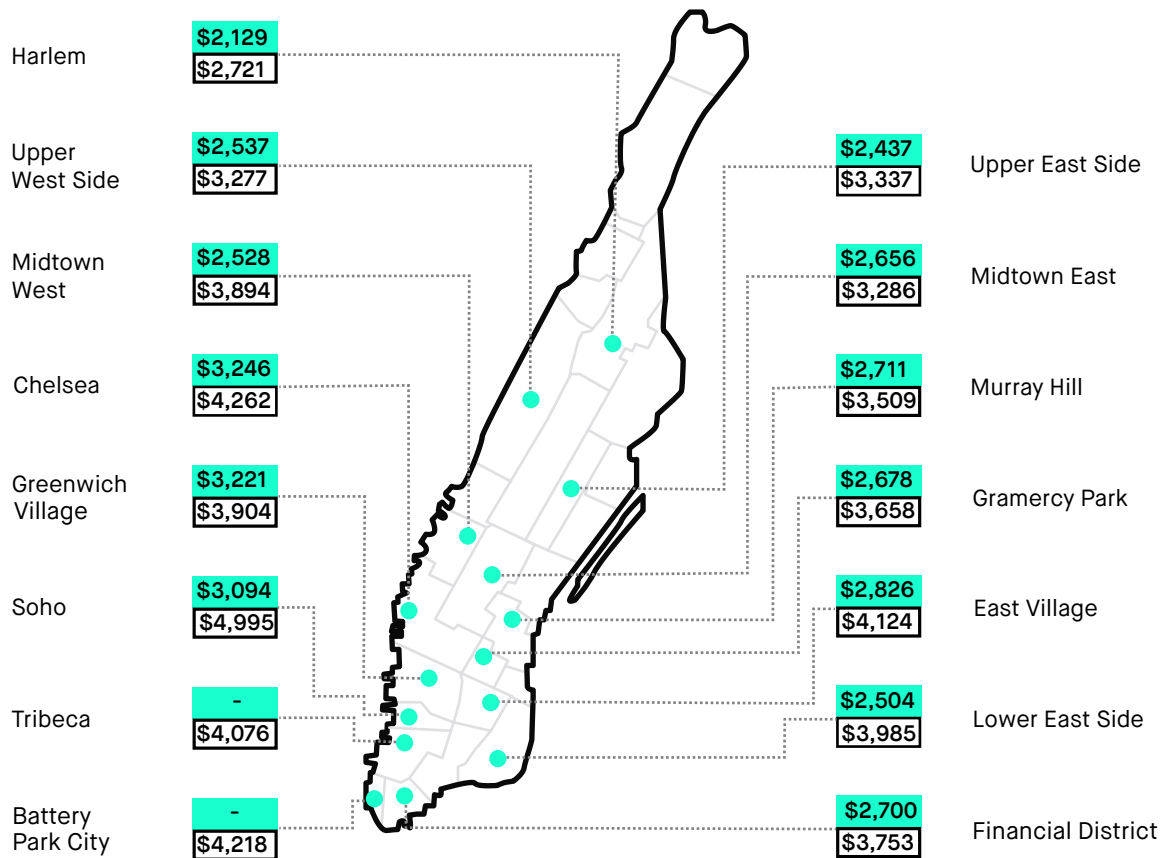 Harlem
$2,129
$2,721
Upper
West Side
$2,537
$3,277
Midtown
West
$2,528
$3,894
Chelsea
$3,246
$4,262
Greenwich
Village
$3,221
$3,904
Soho
$3,094
$4,995
Tribeca
-
$4,076
Battery
Park City
-
$4,218
$2,437
$3,337
Upper East Side
$2,656
$3,286
Midtown East
$2,711
$3,509
Murray Hill
$2,678
$3,658
Gramercy Park
$2,826
$4,124
East Village
$2,504
$3,985
Lower East Side
$2,700
$3,753
Financial District